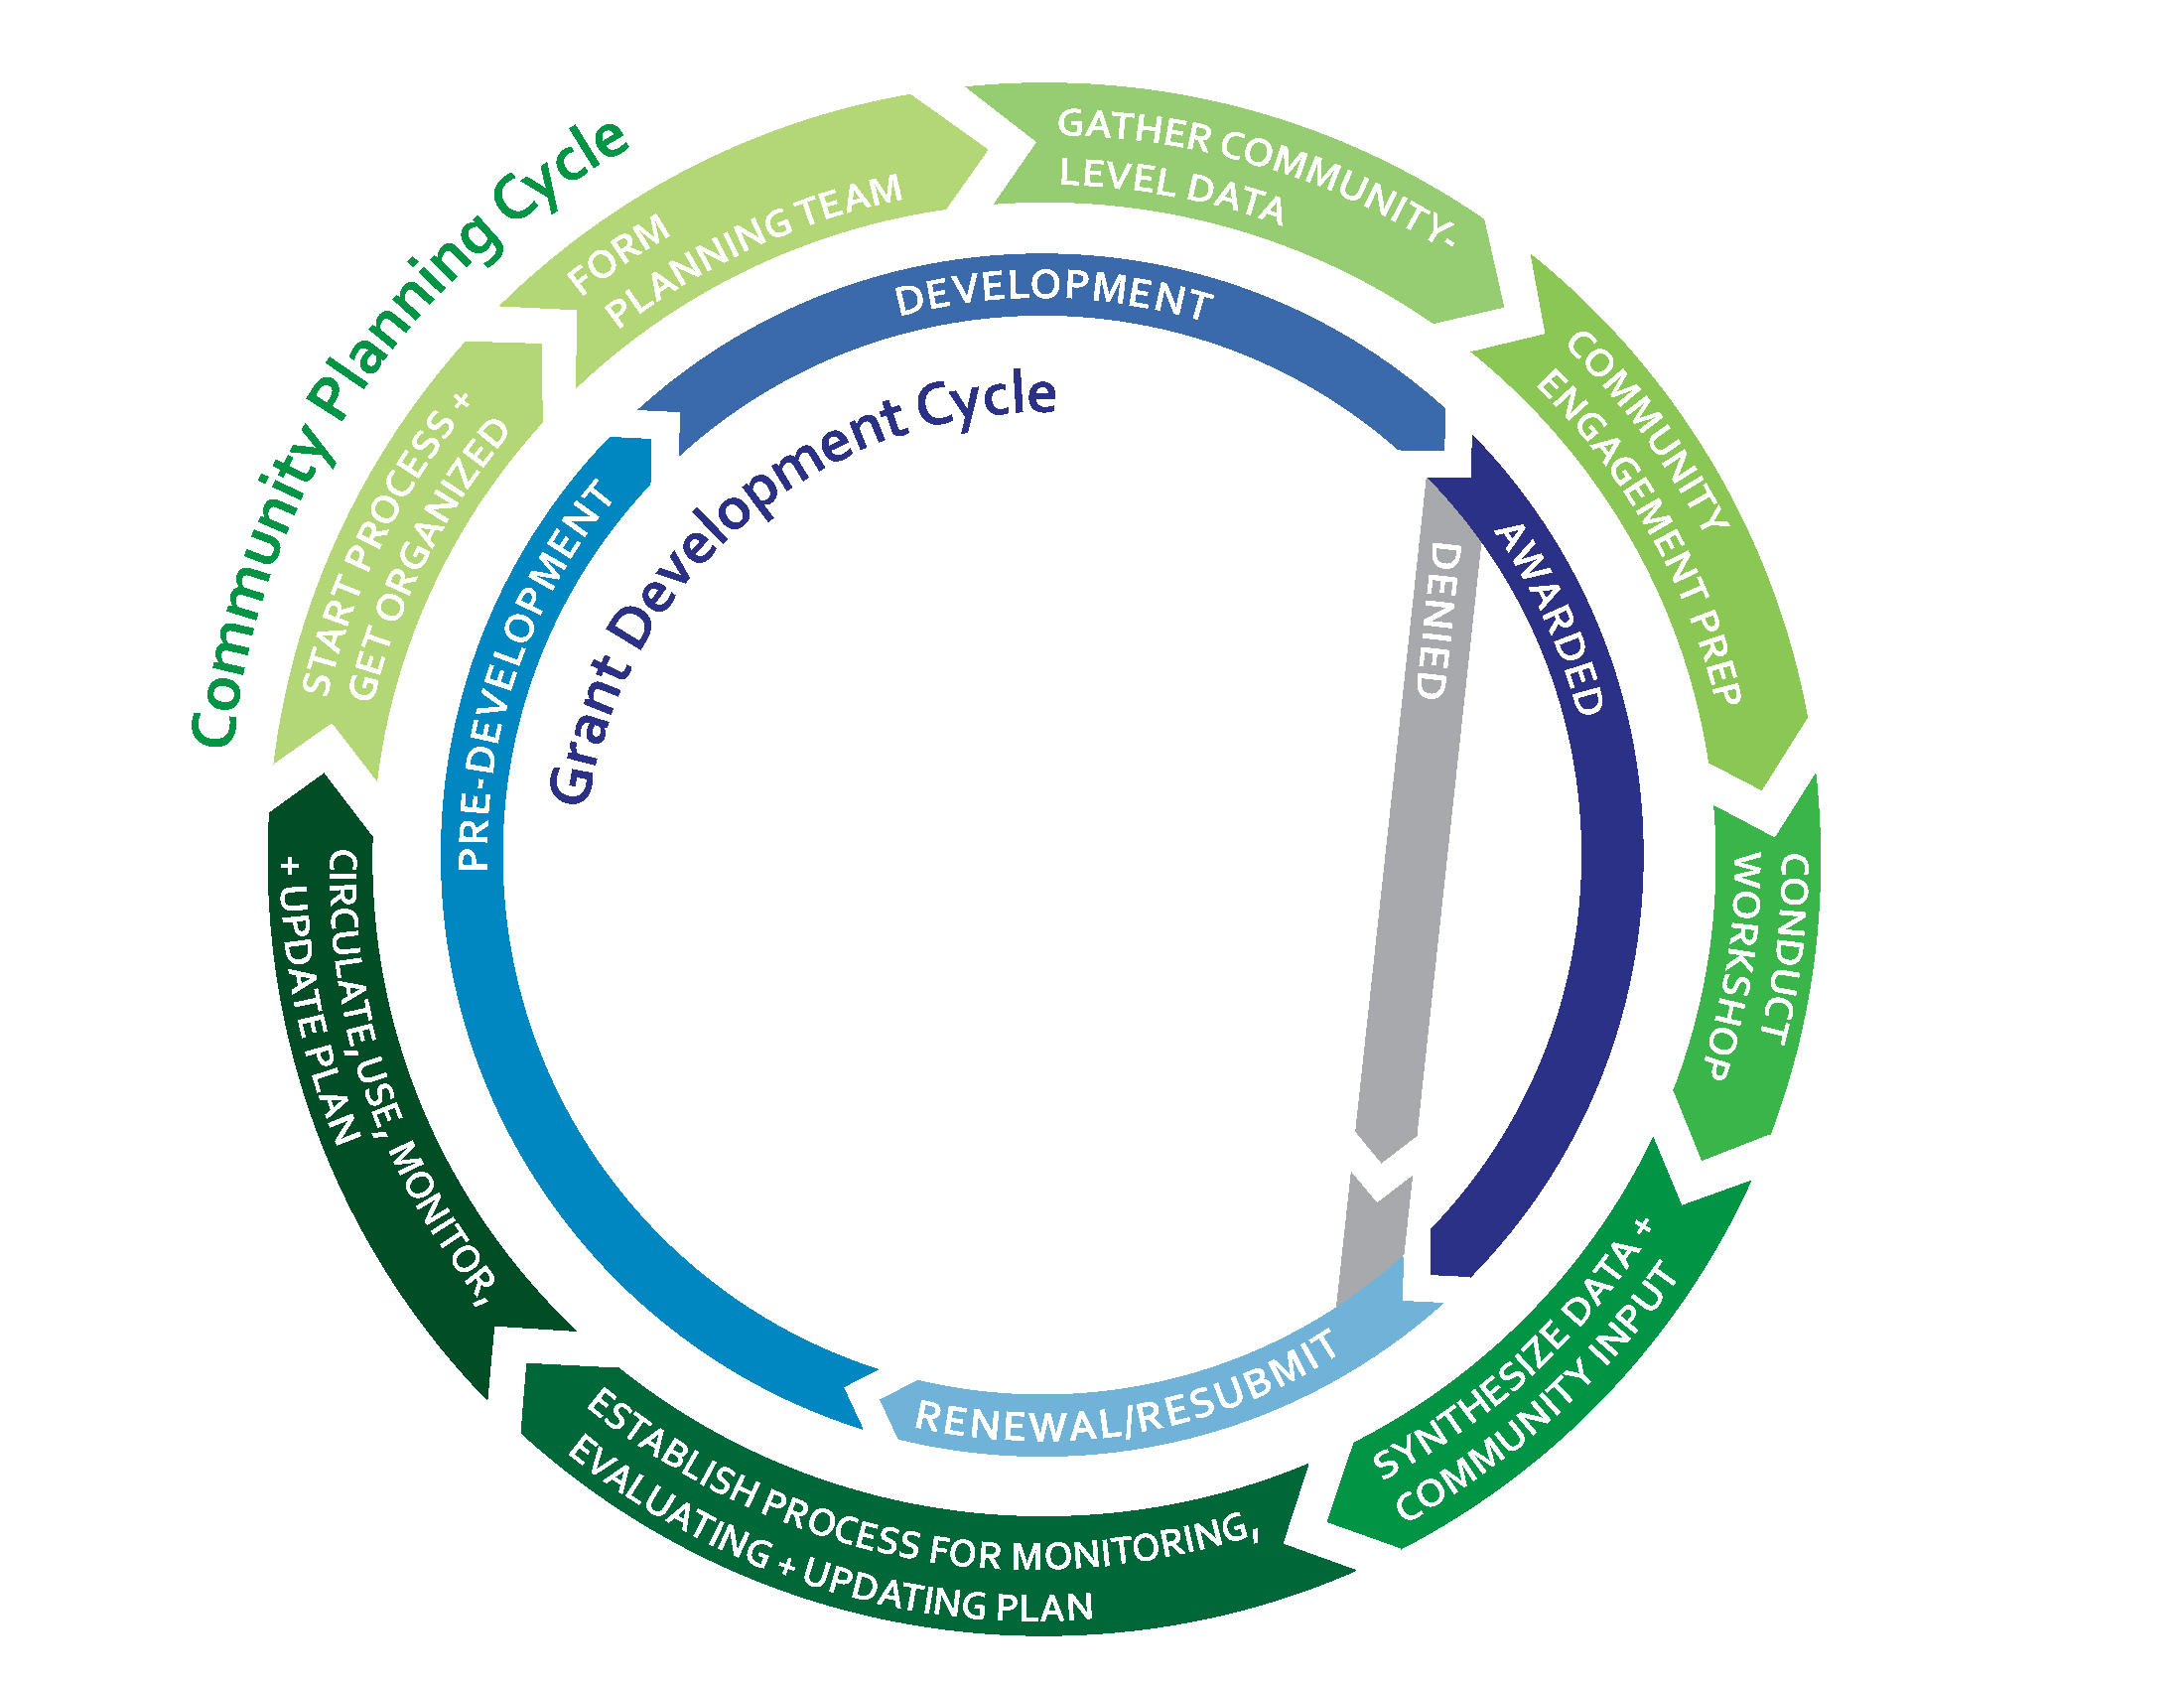 Community Planning Cycle
START PROCESS +
GET ORGANIZED
FORM
PLANNING TEAM
GATHER COMMUNITY-
LEVEL DATA
COMMUNITY
ENGAGEMENT PREP
CONDUCT
WORKSHOP
SYNTHESIZE DATA +
COMMUNITY INPUT
ESTABLISH PROCESS FOR MONITORING,
EVALUATING + UPDATING PLAN
CIRCULATE, USE, MONITOR,
+ UPDATE PLAN
Grant Development Cycle
PRE-DEVELOPMENT
DEVELOPMENT
AWARDED
DENIED
RENEWAL/RESUBMIT